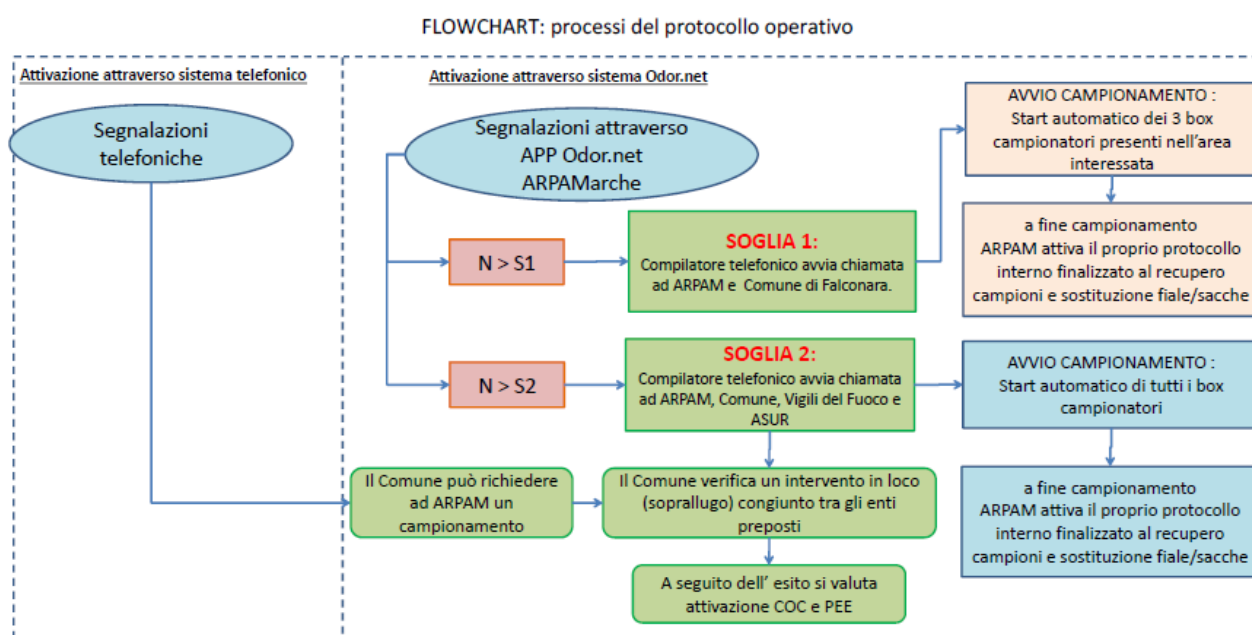 FLOWCHART: processi del protocollo operativo
Attivazione attraverso sistema telefonico
Segnalazioni
telefoniche
Attivazione attraverso sistema Odor.net
Segnalazioni attraverso
APP Odor.net
ARPAMarche
N > S1
SOGLIA 1:
Compilatore telefonico avvia chiamata
ad ARPAM e Comune di Falconara.
AVVIO CAMPIONAMENTO :
Start automatico dei 3 box
campionatori presenti nell'area
interessata
a fine campionamento
ARPAM attiva il proprio protocollo
interno finalizzato al recupero
campioni e sostituzione fiale/sacche
N > S2
SOGLIA 2:
Compilatore telefonico avvia chiamata
ad ARPAM, Comune, Vigili del Fuoco e
ASUR
AVVIO CAMPIONAMENTO :
Start automatico di tutti i box
campionatori
a fine campionamento
ARPAM attiva il proprio protocollo
interno finalizzato al recupero
campioni e sostituzione fiale/sacche
Il Comune può richiedere
ad ARPAM un
campionamento
Il Comune verifica un intervento in loco
(soprallugo) congiunto tra gli enti
preposti
A seguito dell' esito si valuta
attivazione COC e PEE